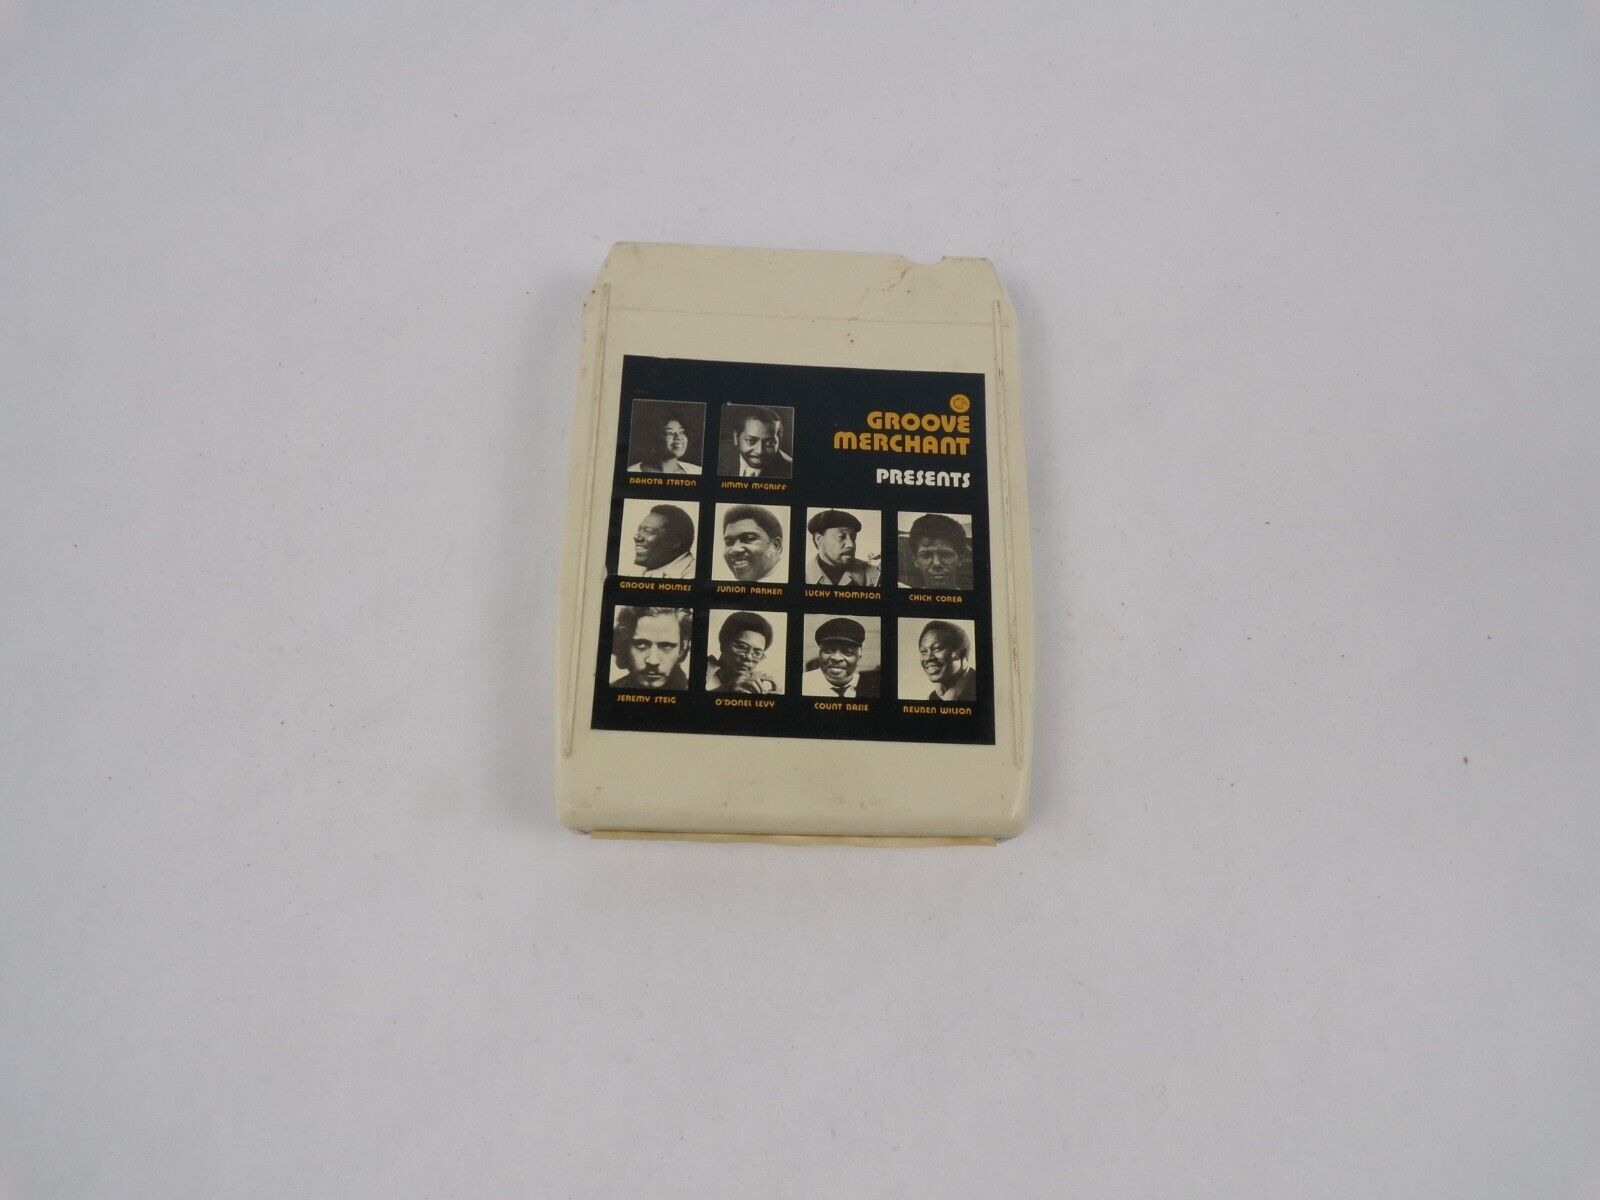 GROOVE
MERCHANT
PRESENTS
DAKOTA STATON
JIMMY McGRIFF
GROOVE HOLMES
JUNIOR PARKER
LUCKY THOMPSON
CHICK COREA
JEREMY STEIG
O'DONEL LEVY
COUNT BASIE
REUBEN WILSON